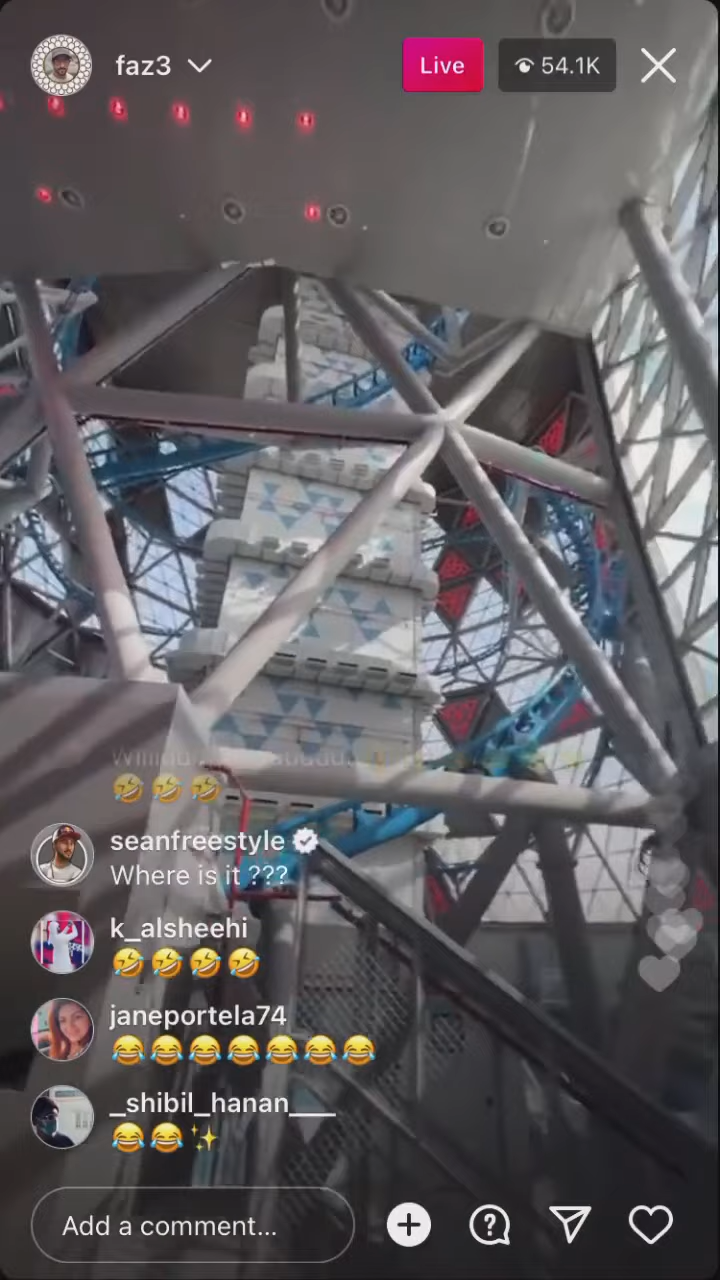 faz3
Live
54.1K
seanfreestyle
Where is it ???
🤣🤣🤣
k_alsheehi
🤣🤣🤣🤣
janeportela74
😂😂😂😂😂😂😂
_shibil_hanan___
😂😂✨
Add a comment...